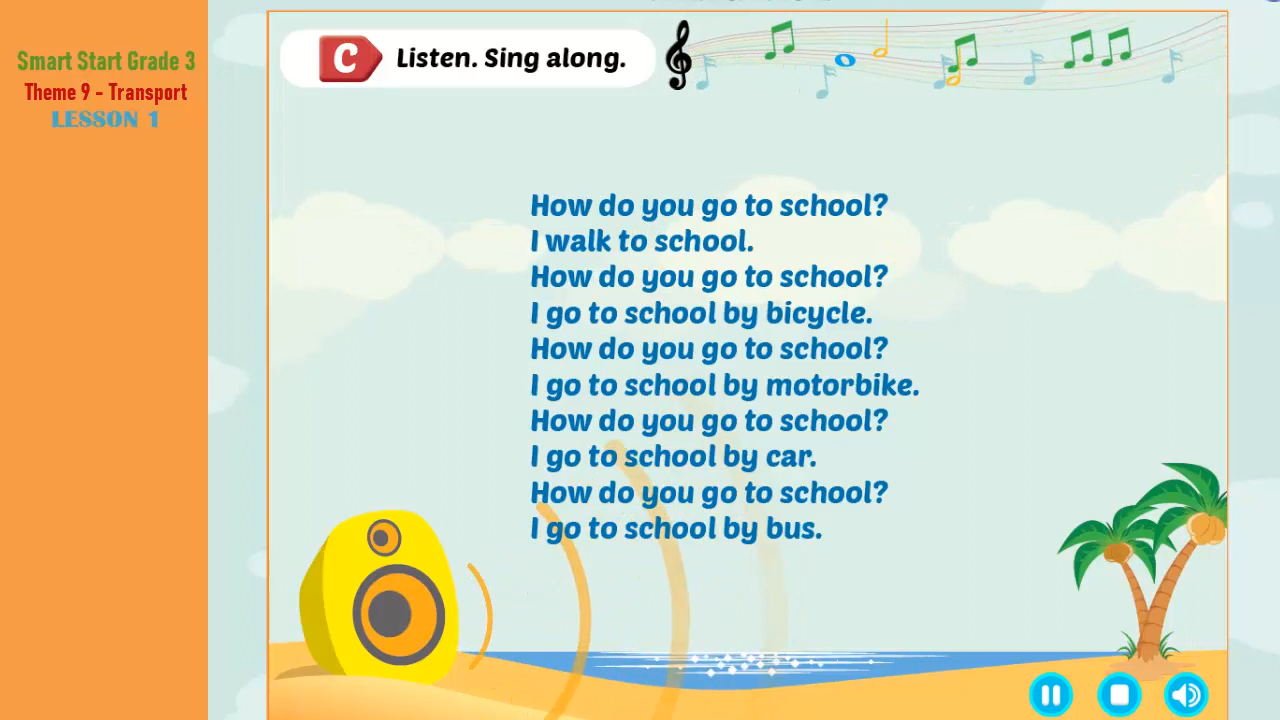 Smart Start Grade 3
Theme 9 - Transport
LESSON 1
C Listen. Sing along.
How do you go to school?
I walk to school.
How do you go to school?
I go to school by bicycle.
How do you go to school?
I go to school by motorbike.
How do you go to school?
I go to school by car.
How do you go to school?
I go to school by bus.